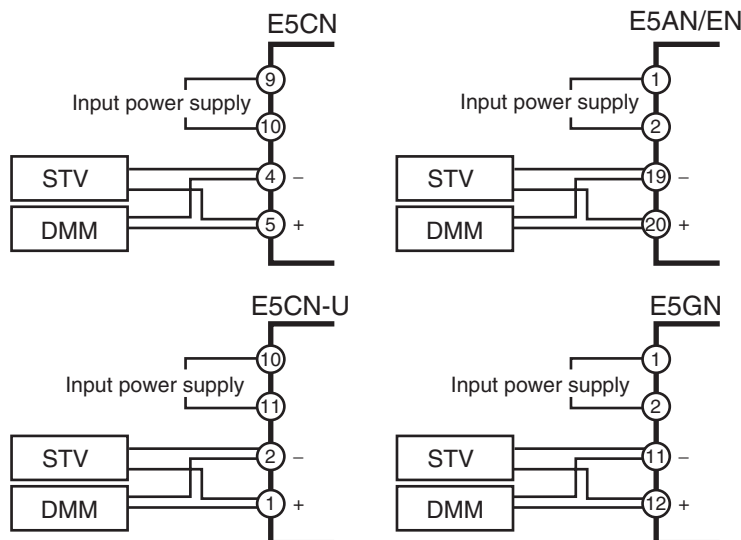 E5CN
9
Input power supply
10
STV
4 −
DMM
5 +
E5AN/EN
1
Input power supply
2
STV
19 −
DMM
20 +
E5CN-U
10
Input power supply
11
STV
2 −
DMM
1 +
E5GN
1
Input power supply
2
STV
11 −
DMM
12 +